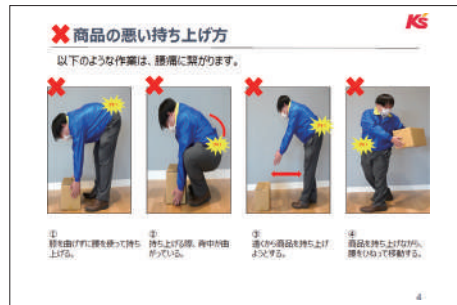 K's
商品の悪い持ち上げ方
以下のような作業は、腰痛に繋がります。
①
膝を曲げずに腰を使って持ち
上げる。
②
持ち上げる際、背中が曲
がっている。
③
遠くから商品を持ち上げ
ようとする。
④
商品を持ち上げながら、
腰をひねって移動する。
4